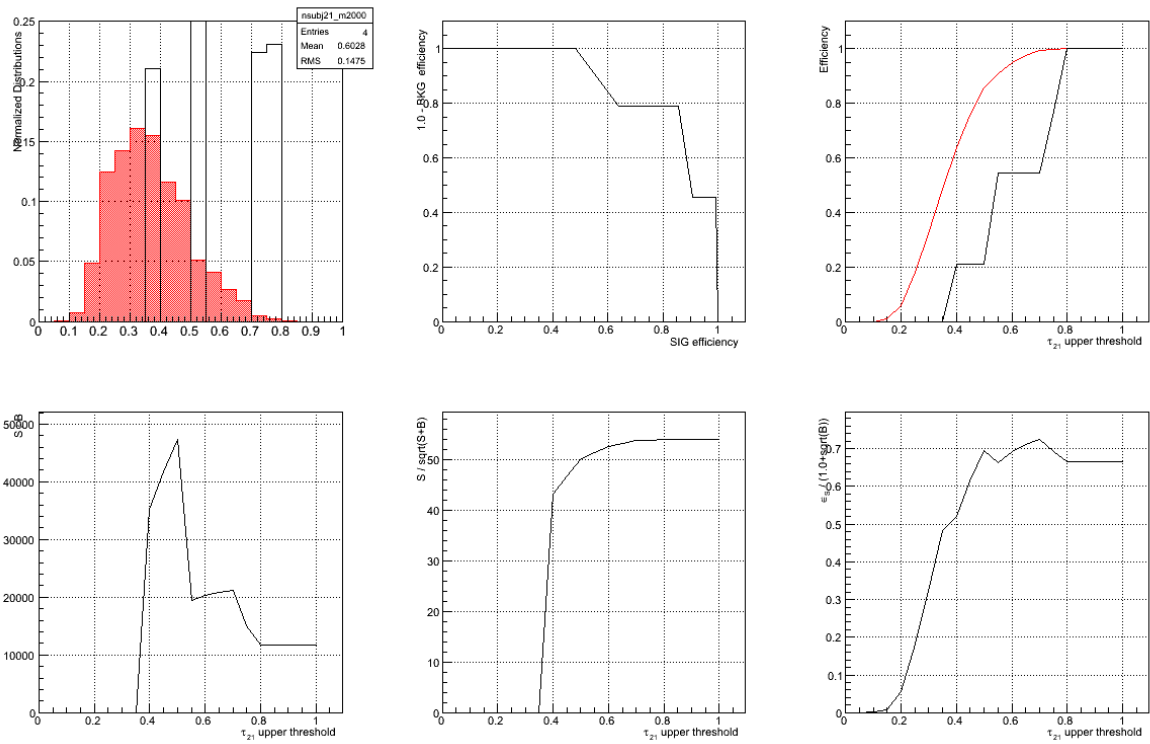 nsubj21_m2000
Entries 4
Mean 0.6028
RMS 0.1475
Normalized Distributions
0.25
0.2
0.15
0.1
0.05
0
0 0.1 0.2 0.3 0.4 0.5 0.6 0.7 0.8 0.9 1
1.0 - BKG efficiency
1
0.8
0.6
0.4
0.2
0
0 0.2 0.4 0.6 0.8 1
SIG efficiency
Efficiency
1
0.8
0.6
0.4
0.2
0
0 0.2 0.4 0.6 0.8 1
τ21 upper threshold
50000
40000
30000
20000
10000
0
0 0.2 0.4 0.6 0.8 1
τ21 upper threshold
S / sqrt(S+B)
50
40
30
20
10
0
0 0.2 0.4 0.6 0.8 1
τ21 upper threshold
εS / (1.0+sqrt(B))
0.7
0.6
0.5
0.4
0.3
0.2
0.1
0
0 0.2 0.4 0.6 0.8 1
τ21 upper threshold